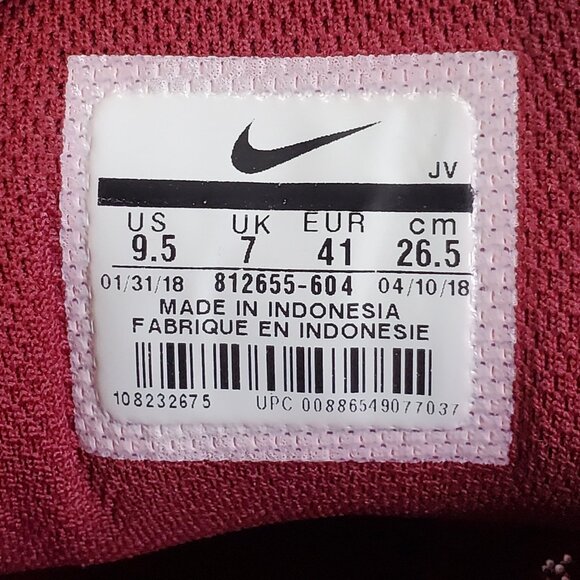 JV
US UK EUR cm
9.5 7 41 26.5
01/31/18 812655-604 04/10/18
MADE IN INDONESIA
FABRIQUE EN INDONESIE
108232675 UPC 00886549077037